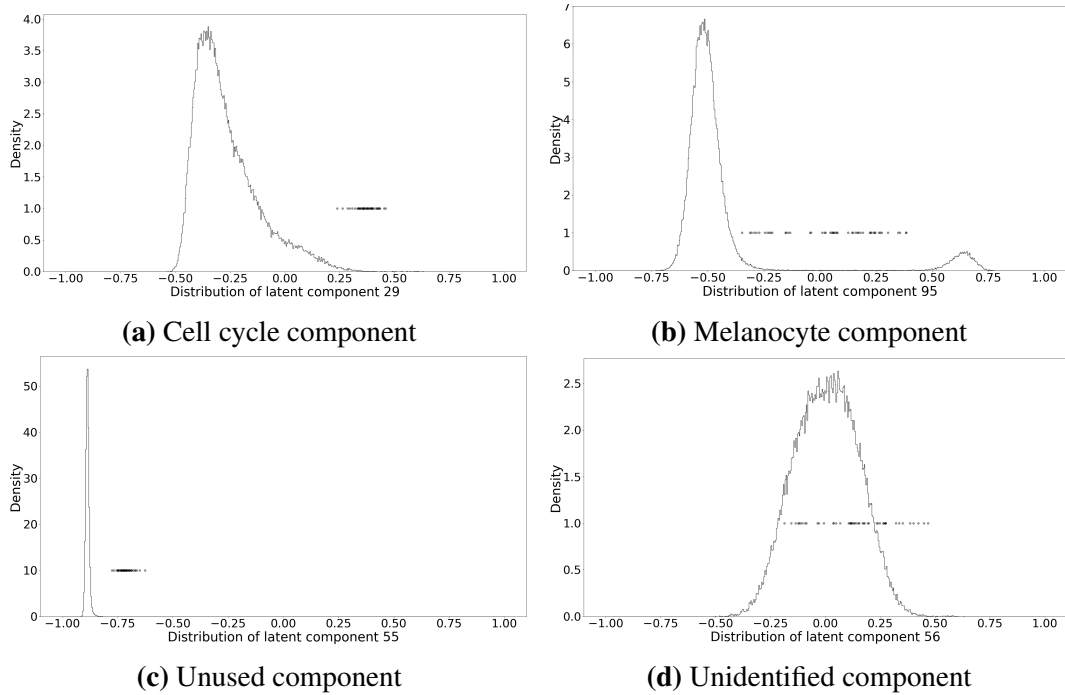 4.0
3.5
3.0
2.5
2.0
1.5
1.0
0.5
0.0
Density
−1.00 −0.75 −0.50 −0.25 0.00 0.25 0.50 0.75 1.00
Distribution of latent component 29
(a) Cell cycle component
7
6
5
4
3
2
1
0
Density
−1.00 −0.75 −0.50 −0.25 0.00 0.25 0.50 0.75 1.00
Distribution of latent component 95
(b) Melanocyte component
50
40
30
20
10
0
Density
−1.00 −0.75 −0.50 −0.25 0.00 0.25 0.50 0.75 1.00
Distribution of latent component 55
(c) Unused component
2.5
2.0
1.5
1.0
0.5
0.0
Density
−1.00 −0.75 −0.50 −0.25 0.00 0.25 0.50 0.75 1.00
Distribution of latent component 56
(d) Unidentified component